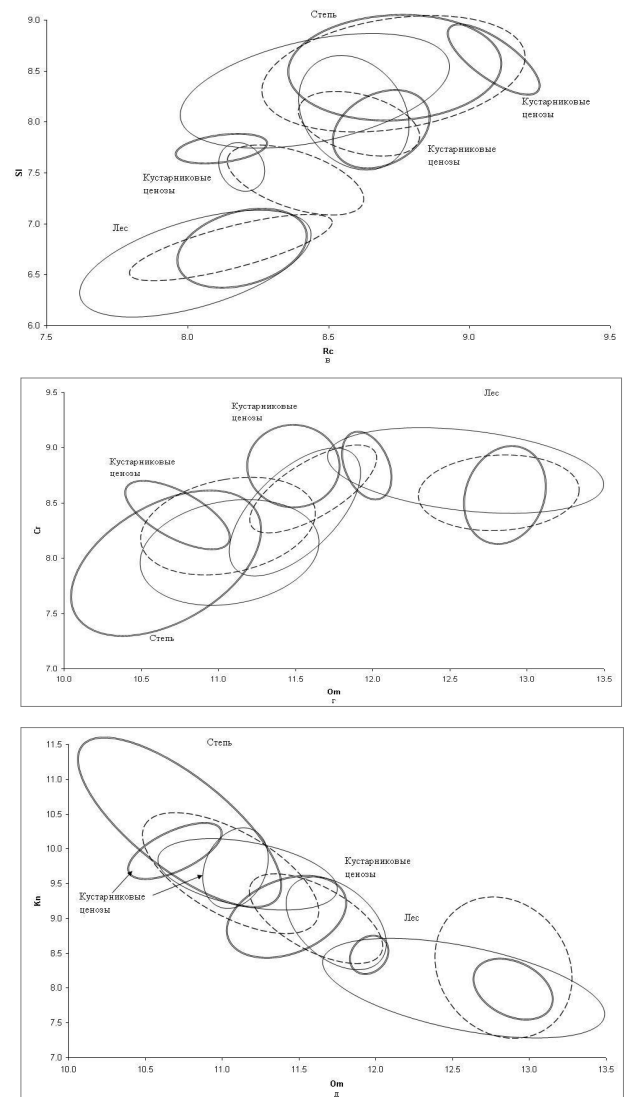 Степь
9.0
8.5
Кустарниковые
ценозы
8.0
Кустарниковые
ценозы
Sl
7.5
Кустарниковые
ценозы
7.0
Лес
6.5
6.0
7.5 8.0 8.5 9.0 9.5
Rc
в
9.5
Лес
Кустарниковые
ценозы
9.0
Кустарниковые
ценозы
8.5
Cr
8.0
7.5
Степь
7.0
10.0 10.5 11.0 11.5 12.0 12.5 13.0 13.5
Om
г
Степь
11.5
11.0
10.5
10.0
Кустарниковые
ценозы
9.5
Кустарниковые
ценозы
Kn
9.0
Лес
8.5
8.0
7.5
7.0
10.0 10.5 11.0 11.5 12.0 12.5 13.0 13.5
Om
д